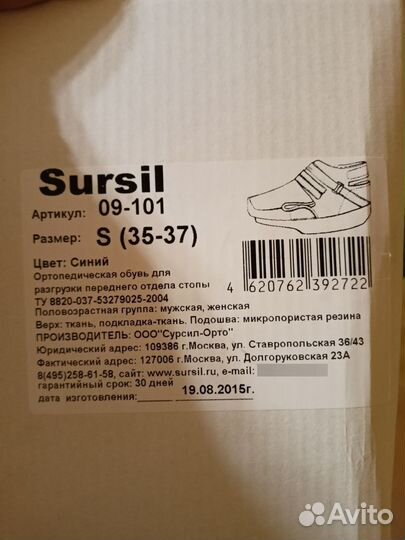 Sursil
Артикул: 09-101
Размер: S (35-37)
Цвет: Синий
Ортопедическая обувь для
разгрузки переднего отдела стопы
ТУ 8820-037-53279025-2004
4 620762 392722
Половозрастная группа: мужская, женская
Верх: ткань, подкладка-ткань. Подошва: микропористая резина
ПРОИЗВОДИТЕЛЬ: ООО"Сурсил-Орто"
Юридический адрес: 109386 г.Москва, ул. Ставропольская 36/43
Фактический адрес: 127006 г.Москва, ул. Долгоруковская 23А
8(495)258-61-58, сайт: www.sursil.ru, e-mail:
гарантийный срок: 30 дней
дата изготовления: 19.08.2015г.
Avito